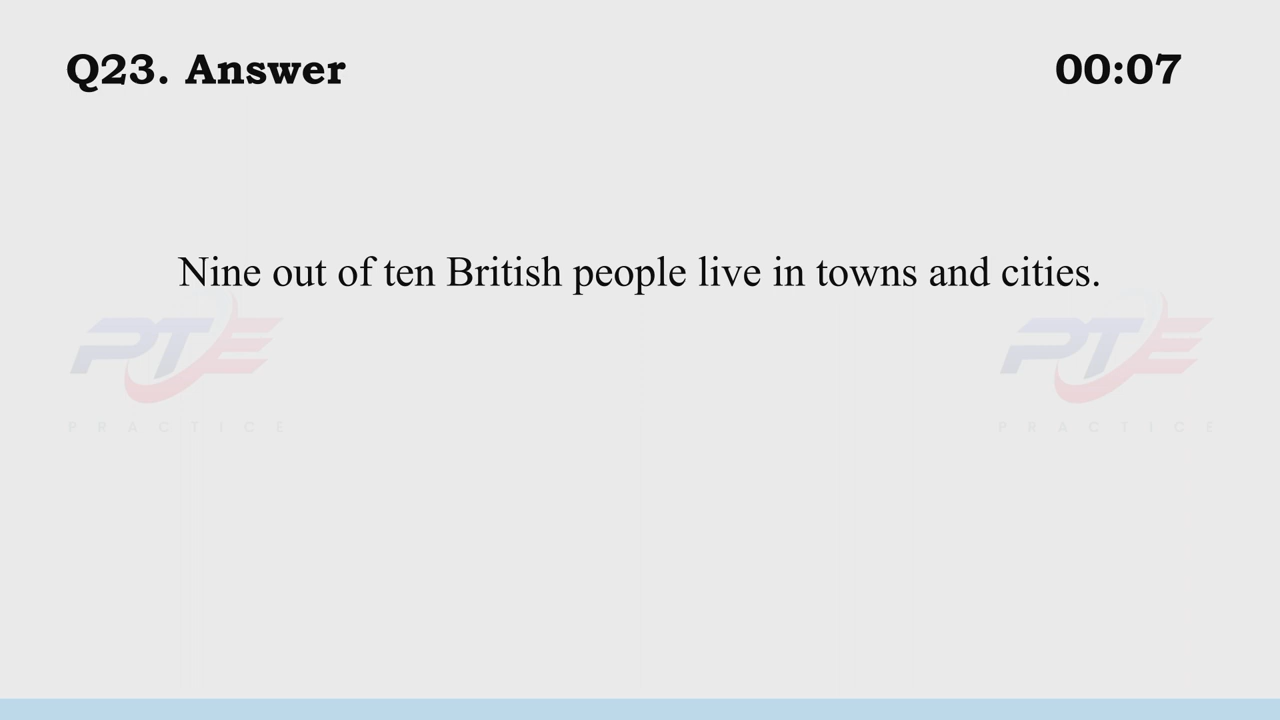 Q23. Answer
00:07
Nine out of ten British people live in towns and cities.
PTE
PRACTICE
PTE
PRACTICE